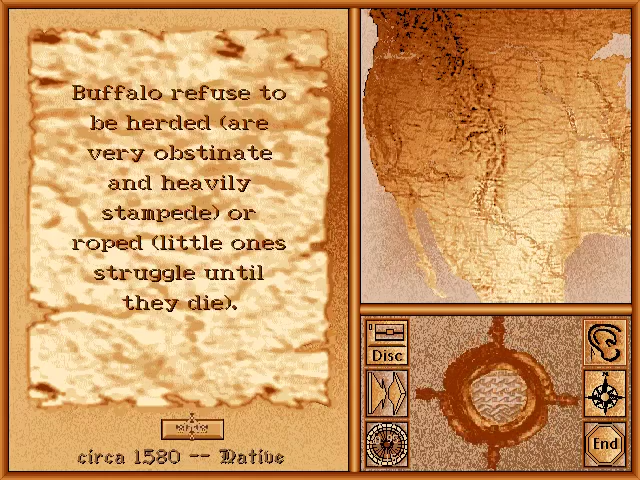 Buffalo refuse to
be herded (are
very obstinate
and heavily
stampede) or
roped (little ones
struggle until
they die).
circa 1580 -- Native
Disc
N
End